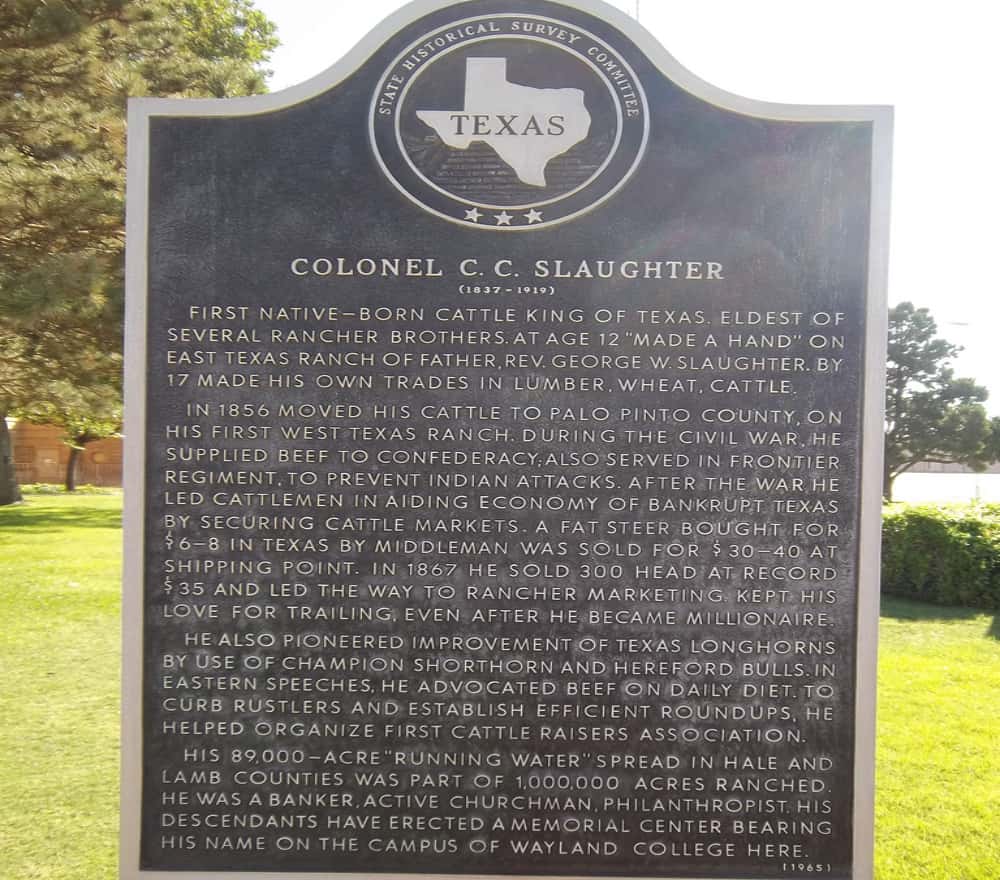 STATE HISTORICAL SURVEY COMMITTEE
TEXAS
COLONEL C. C. SLAUGHTER
(1837 - 1919)
FIRST NATIVE-BORN CATTLE KING OF TEXAS. ELDEST OF
SEVERAL RANCHER BROTHERS. AT AGE 12 "MADE A HAND" ON
EAST TEXAS RANCH OF FATHER, REV. GEORGE W. SLAUGHTER. BY
17 MADE HIS OWN TRADES IN LUMBER, WHEAT, CATTLE.
IN 1856 MOVED HIS CATTLE TO PALO PINTO COUNTY, ON
HIS FIRST WEST TEXAS RANCH. DURING THE CIVIL WAR, HE
SUPPLIED BEEF TO CONFEDERACY; ALSO SERVED IN FRONTIER
REGIMENT, TO PREVENT INDIAN ATTACKS. AFTER THE WAR, HE
LED CATTLEMEN IN AIDING ECONOMY OF BANKRUPT TEXAS
BY SECURING CATTLE MARKETS. A FAT STEER BOUGHT FOR
$6-8 IN TEXAS BY MIDDLEMAN WAS SOLD FOR $30-40 AT
SHIPPING POINT. IN 1867 HE SOLD 300 HEAD AT RECORD
$35 AND LED THE WAY TO RANCHER MARKETING. KEPT HIS
LOVE FOR TRAILING, EVEN AFTER HE BECAME MILLIONAIRE.
HE ALSO PIONEERED IMPROVEMENT OF TEXAS LONGHORNS
BY USE OF CHAMPION SHORTHORN AND HEREFORD BULLS. IN
EASTERN SPEECHES, HE ADVOCATED BEEF ON DAILY DIET. TO
CURB RUSTLERS AND ESTABLISH EFFICIENT ROUNDUPS, HE
HELPED ORGANIZE FIRST CATTLE RAISERS ASSOCIATION.
HIS 89,000-ACRE "RUNNING WATER" SPREAD IN HALE AND
LAMB COUNTIES WAS PART OF 1,000,000 ACRES RANCHED.
HE WAS A BANKER, ACTIVE CHURCHMAN, PHILANTHROPIST. HIS
DESCENDANTS HAVE ERECTED A MEMORIAL CENTER BEARING
HIS NAME ON THE CAMPUS OF WAYLAND COLLEGE HERE.
(1965)